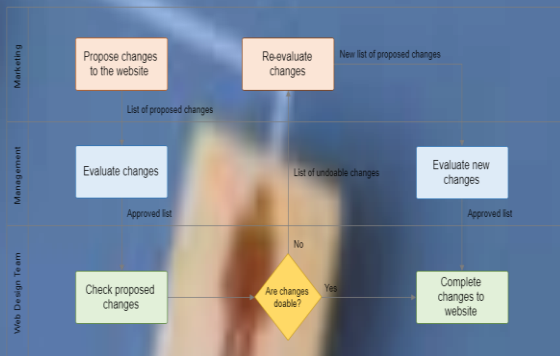 Marketing
Propose changes
to the website
Re-evaluate
changes
New list of proposed changes
List of proposed changes
Management
Evaluate changes
List of undoable changes
Evaluate new
changes
Approved list
Approved list
Web Design Team
No
Check proposed
changes
Are changes
doable?
Yes
Complete
changes to
website